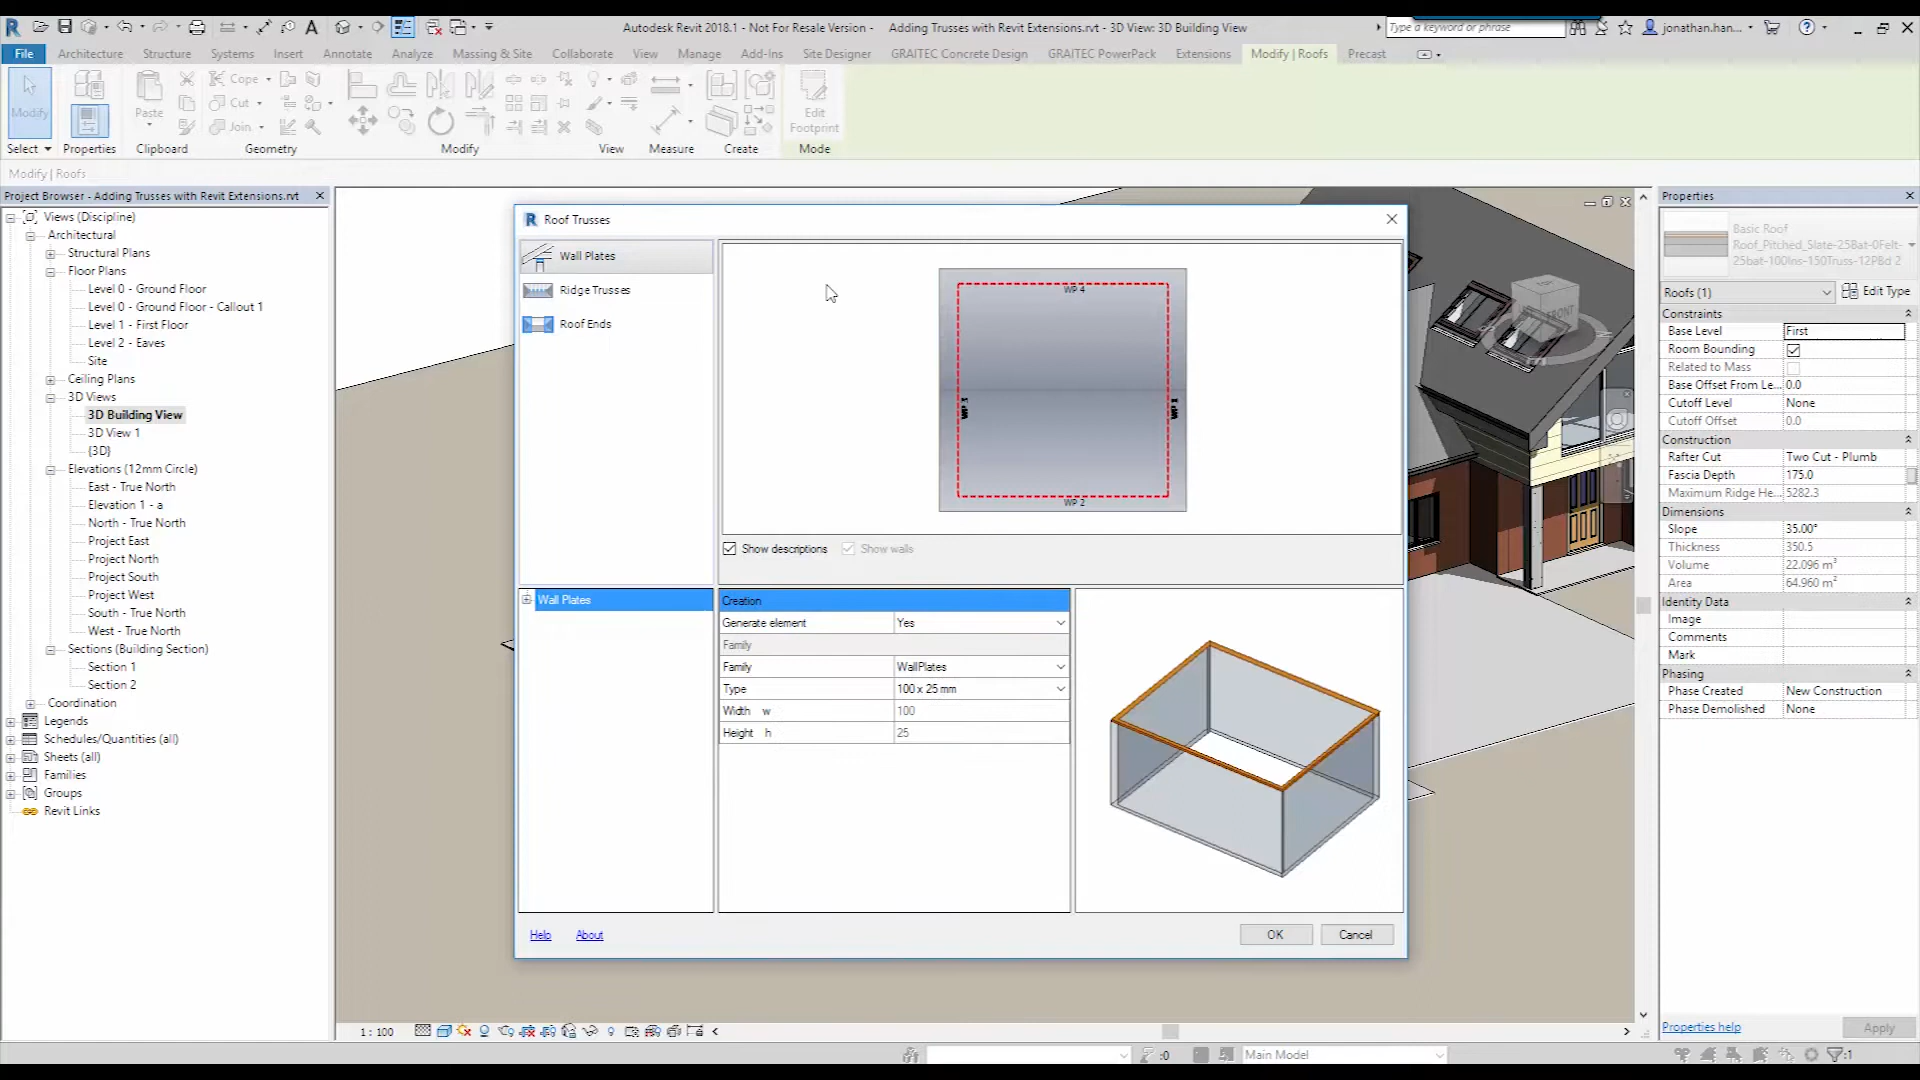 Autodesk Revit 2018.1 - Not For Resale Version - Adding Trusses with Revit Extensions.rvt - 3D View: 3D Building View
Type a keyword or phrase
jonathan.han...
File Architecture Structure Systems Insert Annotate Analyze Massing & Site Collaborate View Manage Add-Ins Site Designer GRAITEC Concrete Design GRAITEC PowerPack Extensions Modify | Roofs Precast
Modify
Paste
Cope
Cut
Join
Edit
Footprint
Select Properties Clipboard Geometry Modify View Measure Create Mode
Modify | Roofs
Project Browser - Adding Trusses with Revit Extensions.rvt
Views (Discipline)
Architectural
Structural Plans
Floor Plans
Level 0 - Ground Floor
Level 0 - Ground Floor - Callout 1
Level 1 - First Floor
Level 2 - Eaves
Site
Ceiling Plans
3D Views
3D Building View
3D View 1
{3D}
Elevations (12mm Circle)
East - True North
Elevation 1 - a
North - True North
Project East
Project North
Project South
Project West
South - True North
West - True North
Sections (Building Section)
Section 1
Section 2
Coordination
Legends
Schedules/Quantities (all)
Sheets (all)
Families
Groups
Revit Links
Roof Trusses
Wall Plates
Ridge Trusses
Roof Ends
WP 4
WP 3
WP 2
Show descriptions Show walls
Wall Plates
Creation
Generate element Yes
Family
Family WallPlates
Type 100 x 25 mm
Width w 100
Height h 25
Help About
OK Cancel
FRONT
Properties
Basic Roof
Roof_Pitched_Slate-25Bat-0Felt-
25bat-100Ins-150Truss-12PBd 2
Roofs (1) Edit Type
Constraints
Base Level First
Room Bounding
Related to Mass
Base Offset From Le... 0.0
Cutoff Level None
Cutoff Offset 0.0
Construction
Rafter Cut Two Cut - Plumb
Fascia Depth 175.0
Maximum Ridge He... 5282.3
Dimensions
Slope 35.00°
Thickness 350.5
Volume 22.096 m³
Area 64.960 m²
Identity Data
Image
Comments
Mark
Phasing
Phase Created New Construction
Phase Demolished None
Properties help Apply
1 : 100
:0
Main Model
:1